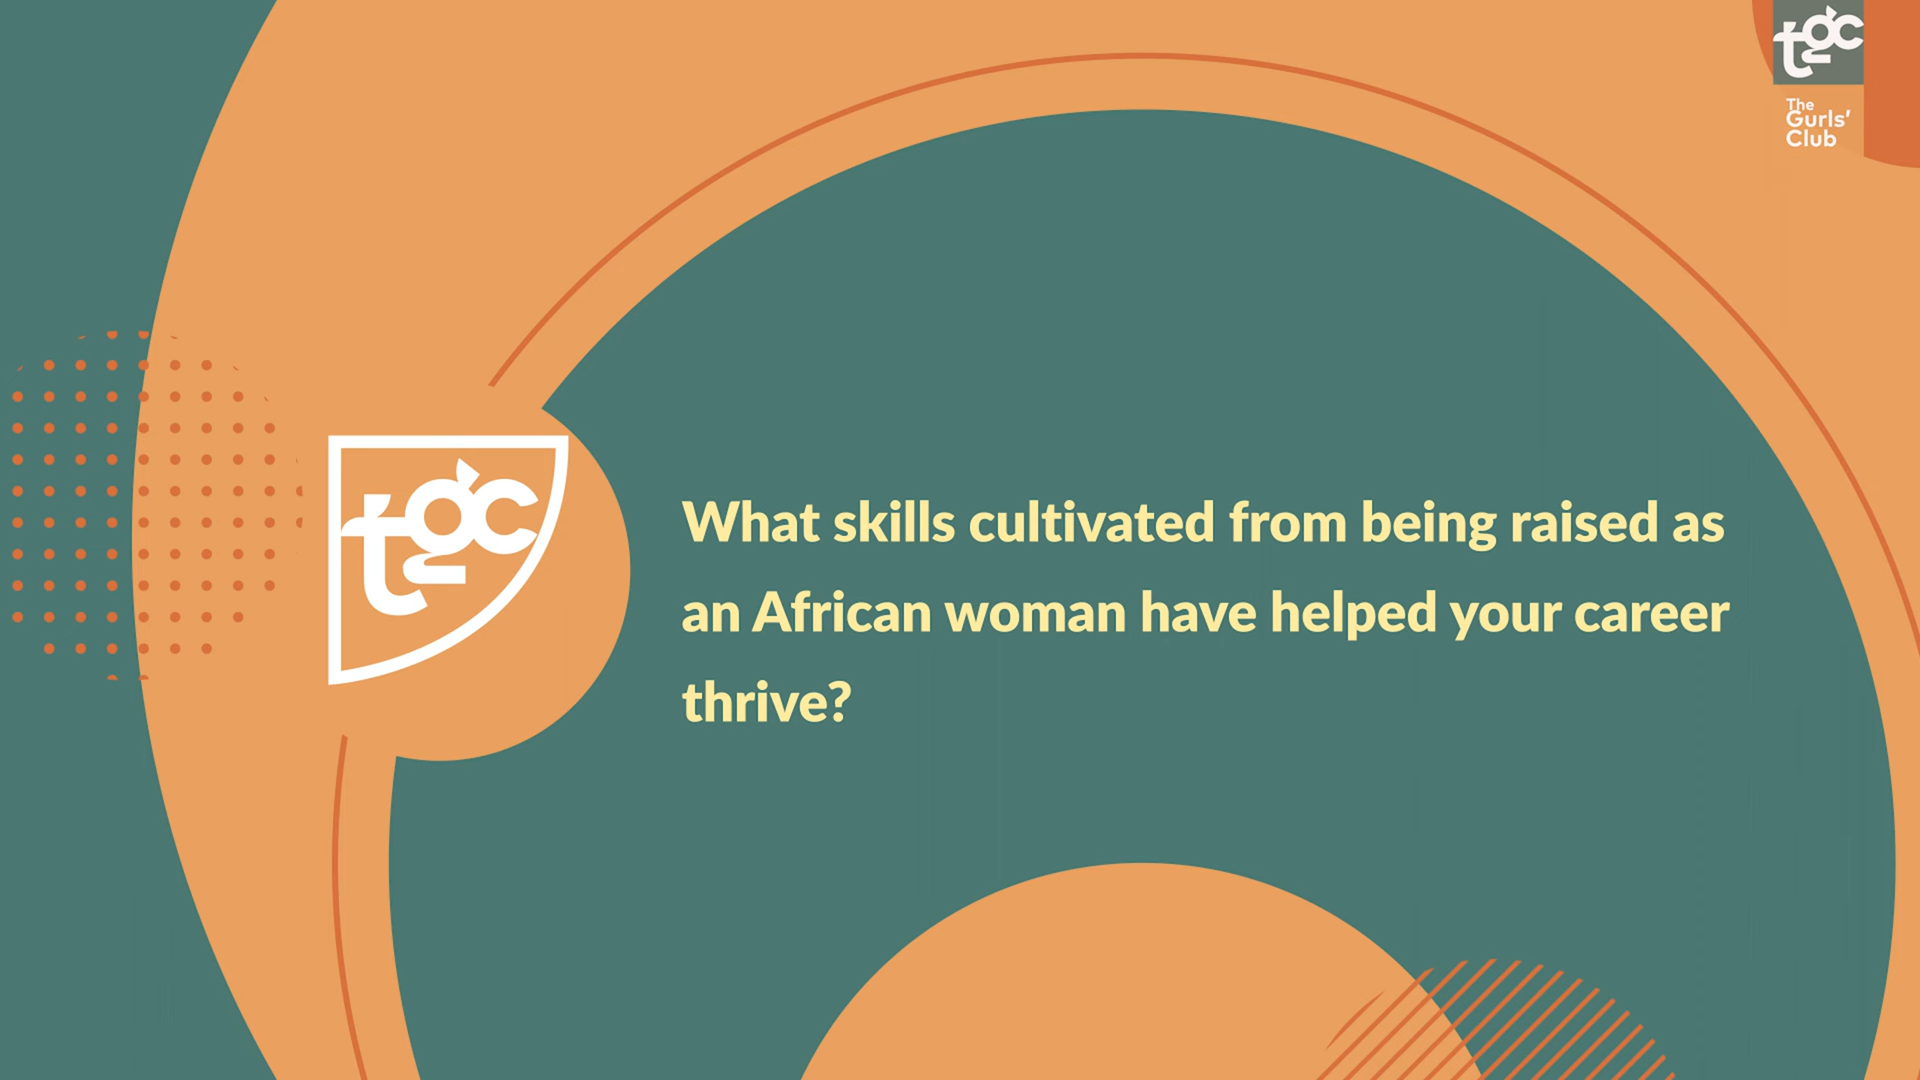 tgc
The
Gurls'
Club
tgc
What skills cultivated from being raised as
an African woman have helped your career
thrive?